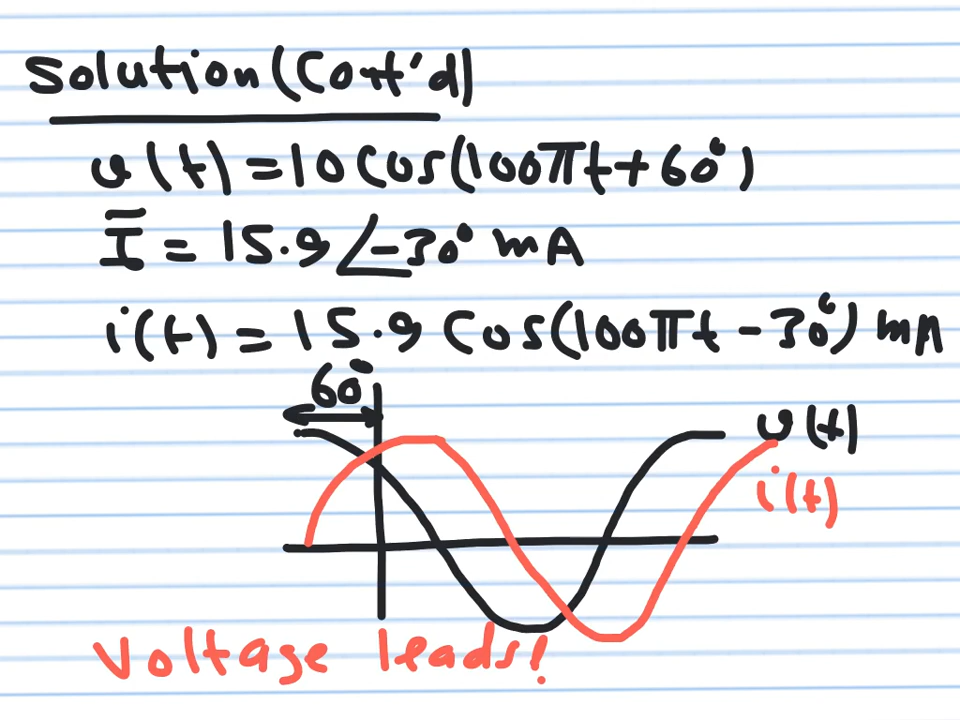 Solution (Cont'd)
v(t) = 10 Cos(100πt + 60°)
Ī = 15.9 ∠-30° mA
i(t) = 15.9 Cos(100πt - 30°) mA
60°
v(t)
i(t)
Voltage leads!